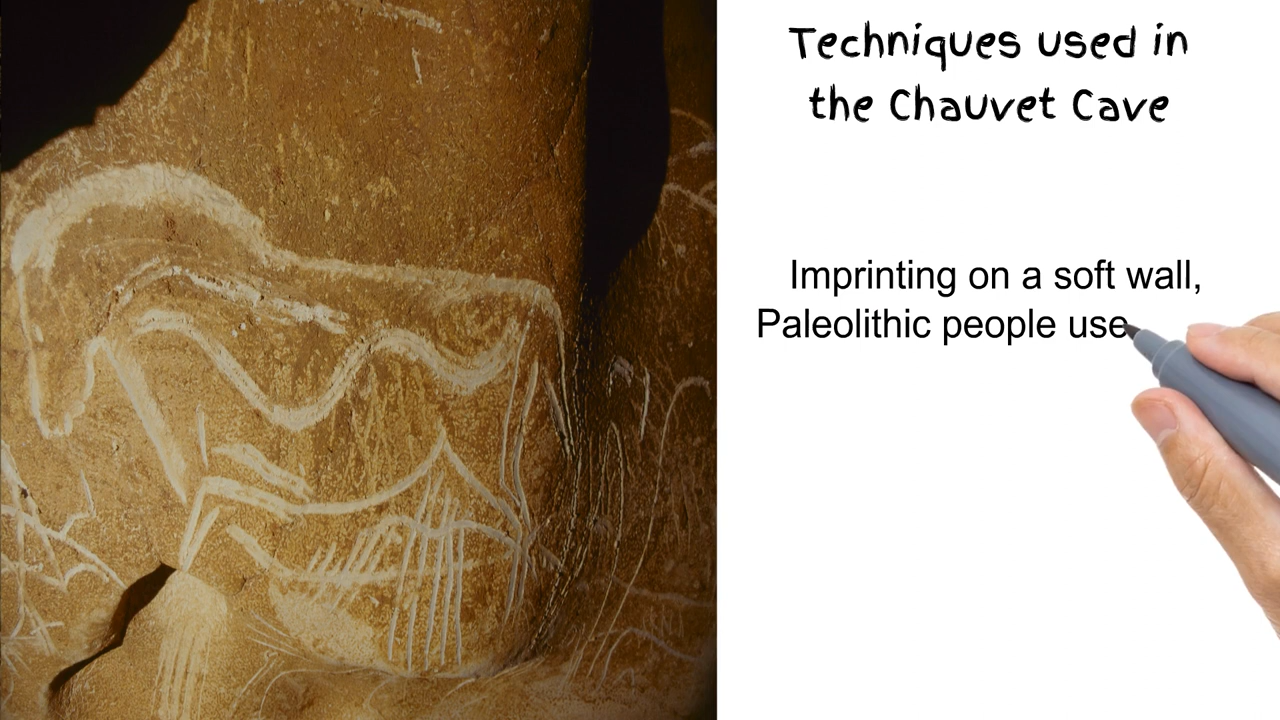 Techniques used in
the Chauvet Cave
Imprinting on a soft wall,
Paleolithic people use